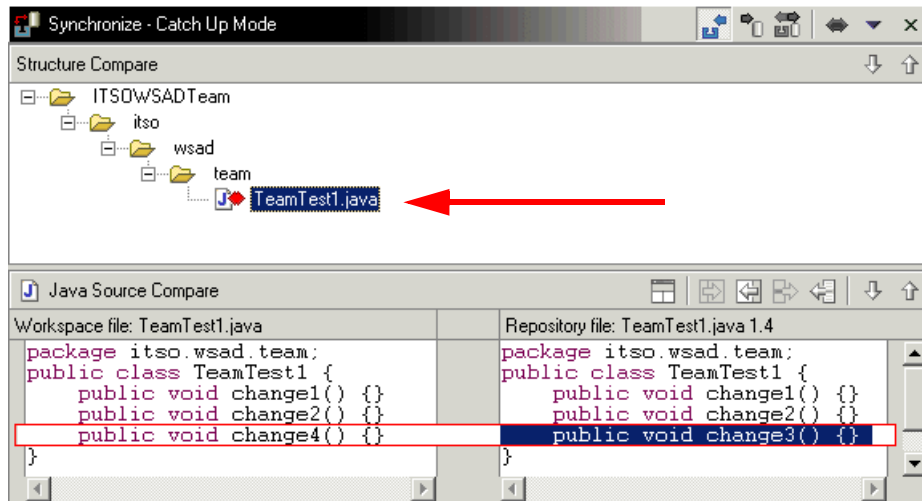 Synchronize - Catch Up Mode
Structure Compare
ITSOWSADTeam
itso
wsad
team
TeamTest1.java
Java Source Compare
Workspace file: TeamTest1.java
Repository file: TeamTest1.java 1.4
package itso.wsad.team;
public class TeamTest1 {
public void change1() {}
public void change2() {}
public void change4() {}
}
package itso.wsad.team;
public class TeamTest1 {
public void change1() {}
public void change2() {}
public void change3() {}
}